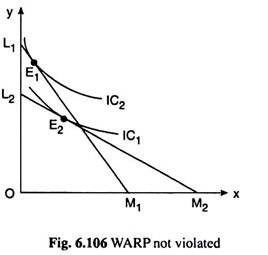 y
L1
E1
IC2
L2
E2
IC1
O
M1
M2
x
Fig. 6.106 WARP not violated